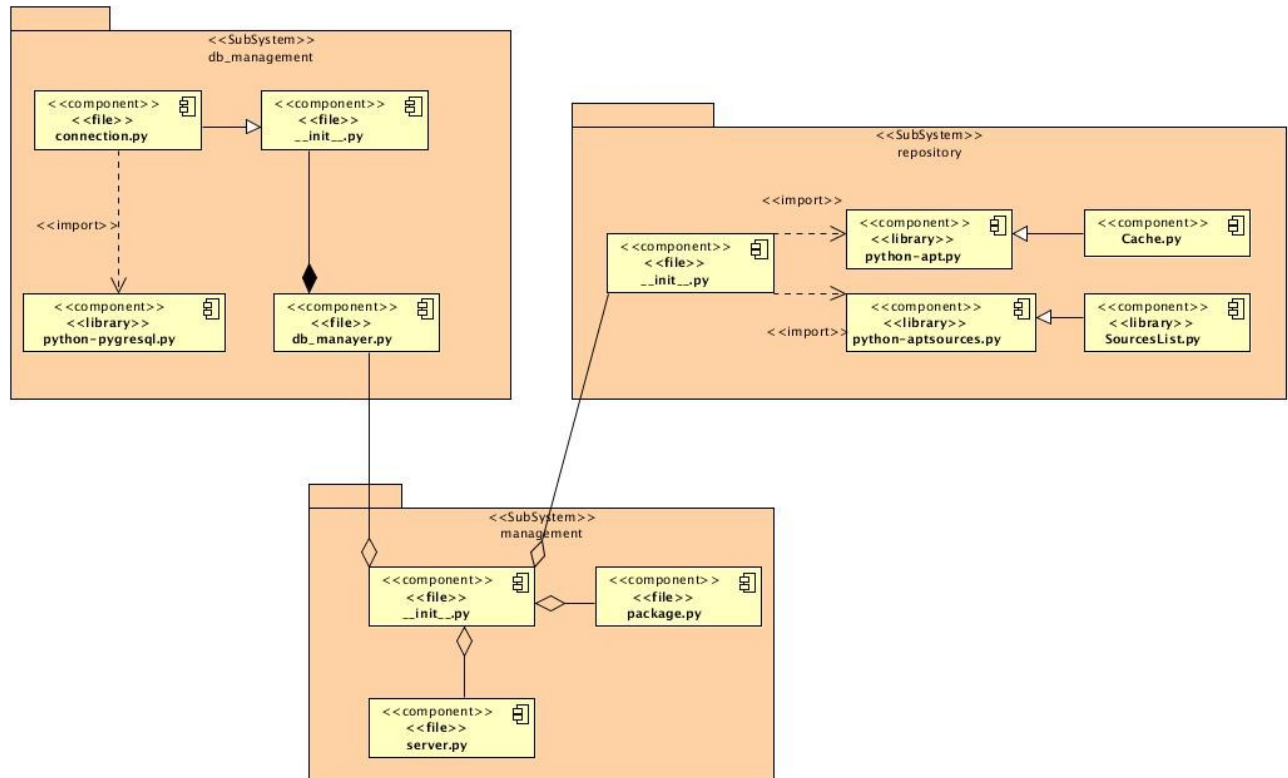 <<SubSystem>>
db_management
<<component>>
<<file>>
connection.py
<<component>>
<<file>>
__init__.py
<<import>>
<<component>>
<<library>>
python-pygresql.py
<<component>>
<<file>>
db_manayer.py
<<SubSystem>>
repository
<<component>>
<<file>>
__init__.py
<<import>>
<<component>>
<<library>>
python-apt.py
<<component>>
Cache.py
<<import>>
<<component>>
<<library>>
python-aptsources.py
<<component>>
<<library>>
SourcesList.py
<<SubSystem>>
management
<<component>>
<<file>>
__init__.py
<<component>>
<<file>>
package.py
<<component>>
<<file>>
server.py